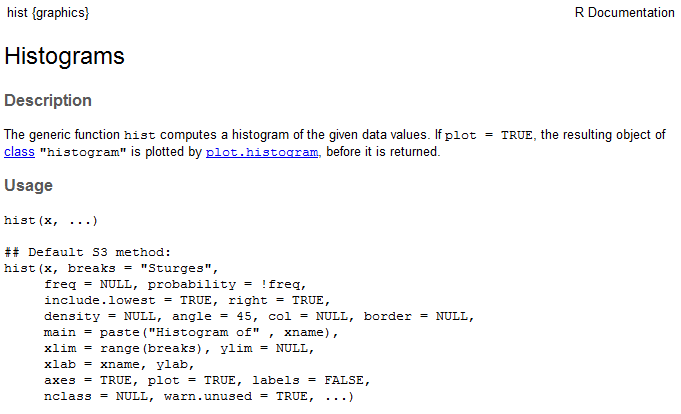 hist {graphics} R Documentation
Histograms
Description
The generic function hist computes a histogram of the given data values. If plot = TRUE, the resulting object of
class "histogram" is plotted by plot.histogram, before it is returned.
Usage
hist(x, ...)
## Default S3 method:
hist(x, breaks = "Sturges",
     freq = NULL, probability = !freq,
     include.lowest = TRUE, right = TRUE,
     density = NULL, angle = 45, col = NULL, border = NULL,
     main = paste("Histogram of" , xname),
     xlim = range(breaks), ylim = NULL,
     xlab = xname, ylab,
     axes = TRUE, plot = TRUE, labels = FALSE,
     nclass = NULL, warn.unused = TRUE, ...)